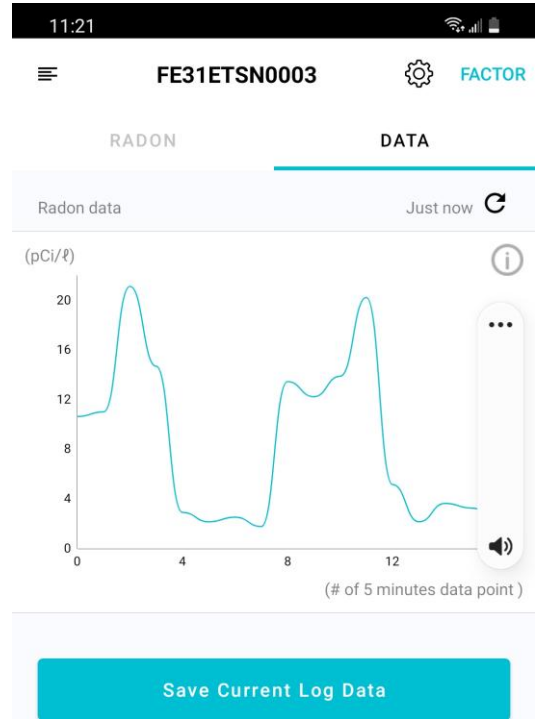 11:21
FE31ETSN0003 FACTOR
RADON DATA
Radon data Just now
(pCi/ℓ)
20
16
12
8
4
0
0 4 8 12
(# of 5 minutes data point )
Save Current Log Data